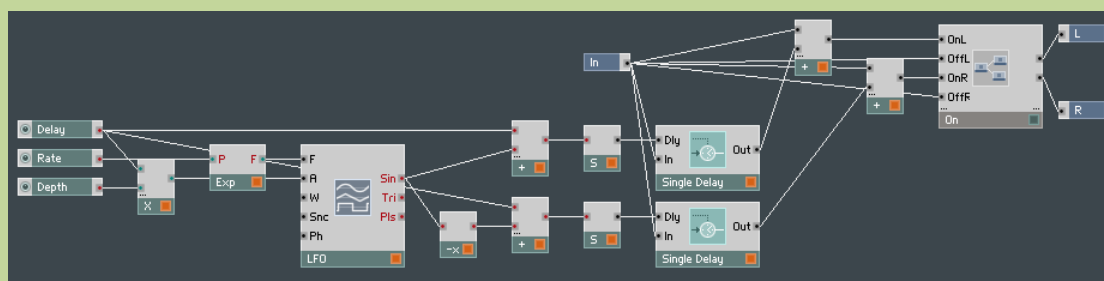 L
OnL
OffL
In
OnR
+
OffR
+
R
On
Delay
Dly
Rate
P F
F
+
S
In
Out
Depth
Exp
A
Sin
Single Delay
X
W
Tri
Snc
Pls
Dly
Ph
-x
+
S
In
Out
LFO
Single Delay